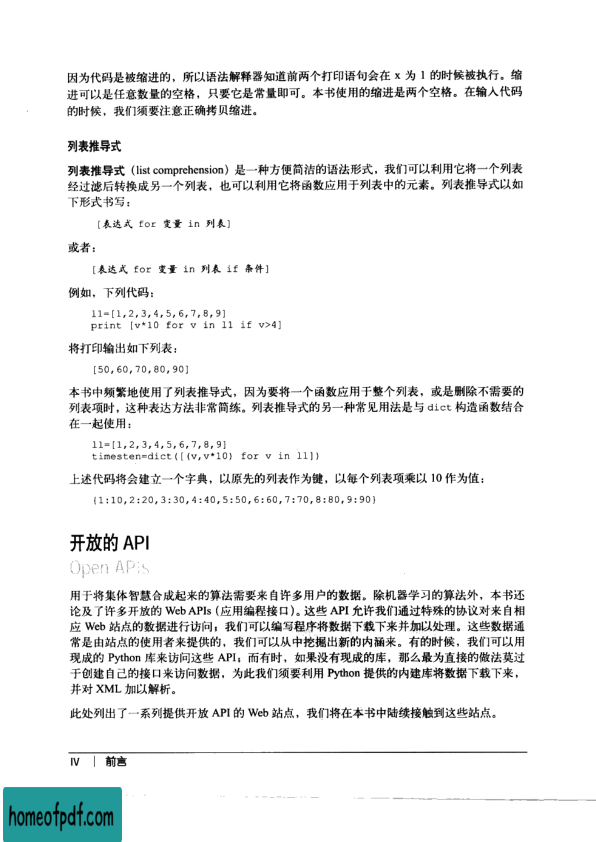 因为代码是被缩进的，所以语法解释器知道前两个打印语句会在 x 为 1 的时候被执行。缩
进可以是任意数量的空格，只要它是常量即可。本书使用的缩进是两个空格。在输入代码
的时候，我们须要注意正确拷贝缩进。
列表推导式
列表推导式（list comprehension）是一种方便简洁的语法形式，我们可以利用它将一个列表
经过滤后转换成另一个列表，也可以利用它将函数应用于列表中的元素。列表推导式以如
下形式书写：
[表达式 for 变量 in 列表]
或者：
[表达式 for 变量 in 列表 if 条件]
例如，下列代码：
l1=[1,2,3,4,5,6,7,8,9]
print [v*10 for v in l1 if v>4]
将打印输出如下列表：
[50,60,70,80,90]
本书中频繁地使用了列表推导式，因为要将一个函数应用于整个列表，或是删除不需要的
列表项时，这种表达方法非常简练。列表推导式的另一种常见用法是与 dict 构造函数结合
在一起使用：
l1=[1,2,3,4,5,6,7,8,9]
timesten=dict([(v,v*10) for v in l1])
上述代码将会建立一个字典，以原先的列表作为键，以每个列表项乘以 10 作为值：
{1:10,2:20,3:30,4:40,5:50,6:60,7:70,8:80,9:90}
开放的 API
Open APIs
用于将集体智慧合成起来的算法需要来自许多用户的数据。除机器学习的算法外，本书还
论及了许多开放的 Web APIs（应用编程接口）。这些 API 允许我们通过特殊的协议对来自相
应 Web 站点的数据进行访问；我们可以编写程序将数据下载下来并加以处理。这些数据通
常是由站点的使用者来提供的，我们可以从中挖掘出新的内涵来。有的时候，我们可以用
现成的 Python 库来访问这些 API；而有时，如果没有现成的库，那么最为直接的做法莫过
于创建自己的接口来访问数据，为此我们须要利用 Python 提供的内建库将数据下载下来，
并对 XML 加以解析。
此处列出了一系列提供开放 API 的 Web 站点，我们将在本书中陆续接触到这些站点。
IV | 前言
homeofpdf.com